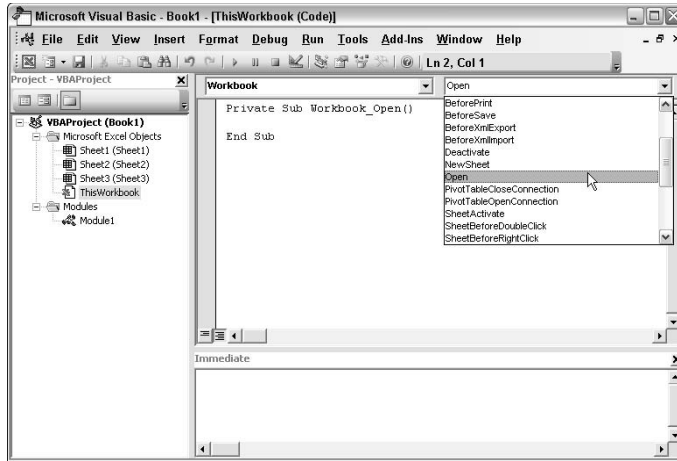 Microsoft Visual Basic - Book1 - [ThisWorkbook (Code)]
File Edit View Insert Format Debug Run Tools Add-Ins Window Help
Ln 2, Col 1
Project - VBAProject
Workbook
Open
VBAProject (Book1)
Microsoft Excel Objects
Sheet1 (Sheet1)
Sheet2 (Sheet2)
Sheet3 (Sheet3)
ThisWorkbook
Modules
Module1
Private Sub Workbook_Open()
End Sub
BeforePrint
BeforeSave
BeforeXmlExport
BeforeXmlImport
Deactivate
NewSheet
Open
PivotTableCloseConnection
PivotTableOpenConnection
SheetActivate
SheetBeforeDoubleClick
SheetBeforeRightClick
Immediate